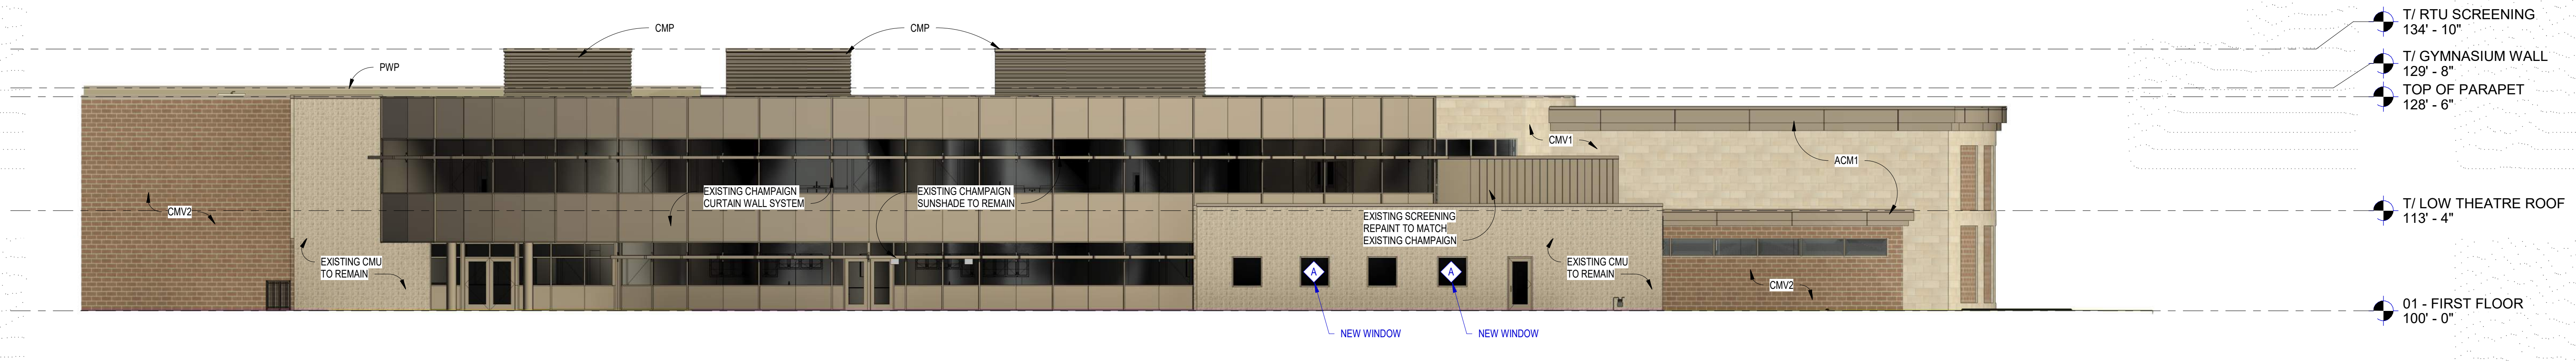 CMP
CMP
T/ RTU SCREENING
134' - 10"
PWP
T/ GYMNASIUM WALL
129' - 8"
TOP OF PARAPET
128' - 6"
CMV1
ACM1
EXISTING CHAMPAIGN
CURTAIN WALL SYSTEM
EXISTING CHAMPAIGN
SUNSHADE TO REMAIN
CMV2
EXISTING SCREENING
REPAINT TO MATCH
EXISTING CHAMPAIGN
T/ LOW THEATRE ROOF
113' - 4"
EXISTING CMU
TO REMAIN
A
A
EXISTING CMU
TO REMAIN
CMV2
01 - FIRST FLOOR
100' - 0"
NEW WINDOW
NEW WINDOW